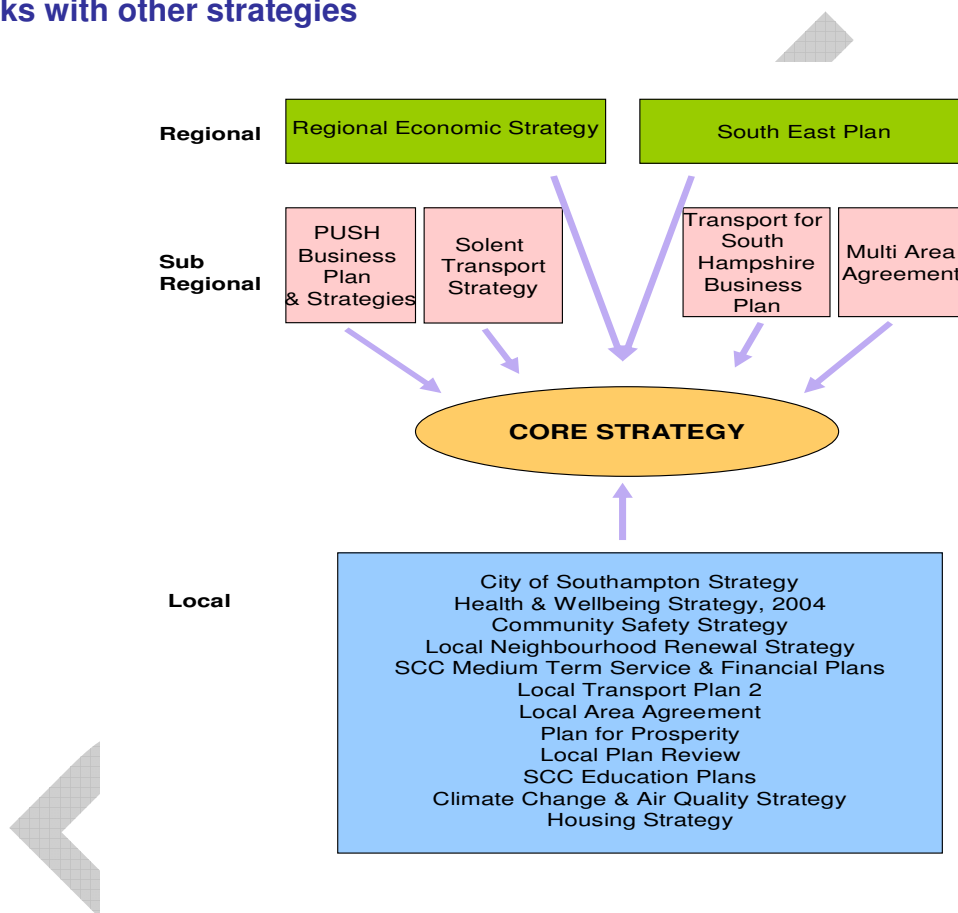 ks with other strategies
Regional
Regional Economic Strategy
South East Plan
Sub
Regional
PUSH
Business
Plan
& Strategies
Solent
Transport
Strategy
Transport for
South
Hampshire
Business
Plan
Multi Area
Agreement
CORE STRATEGY
Local
City of Southampton Strategy
Health & Wellbeing Strategy, 2004
Community Safety Strategy
Local Neighbourhood Renewal Strategy
SCC Medium Term Service & Financial Plans
Local Transport Plan 2
Local Area Agreement
Plan for Prosperity
Local Plan Review
SCC Education Plans
Climate Change & Air Quality Strategy
Housing Strategy